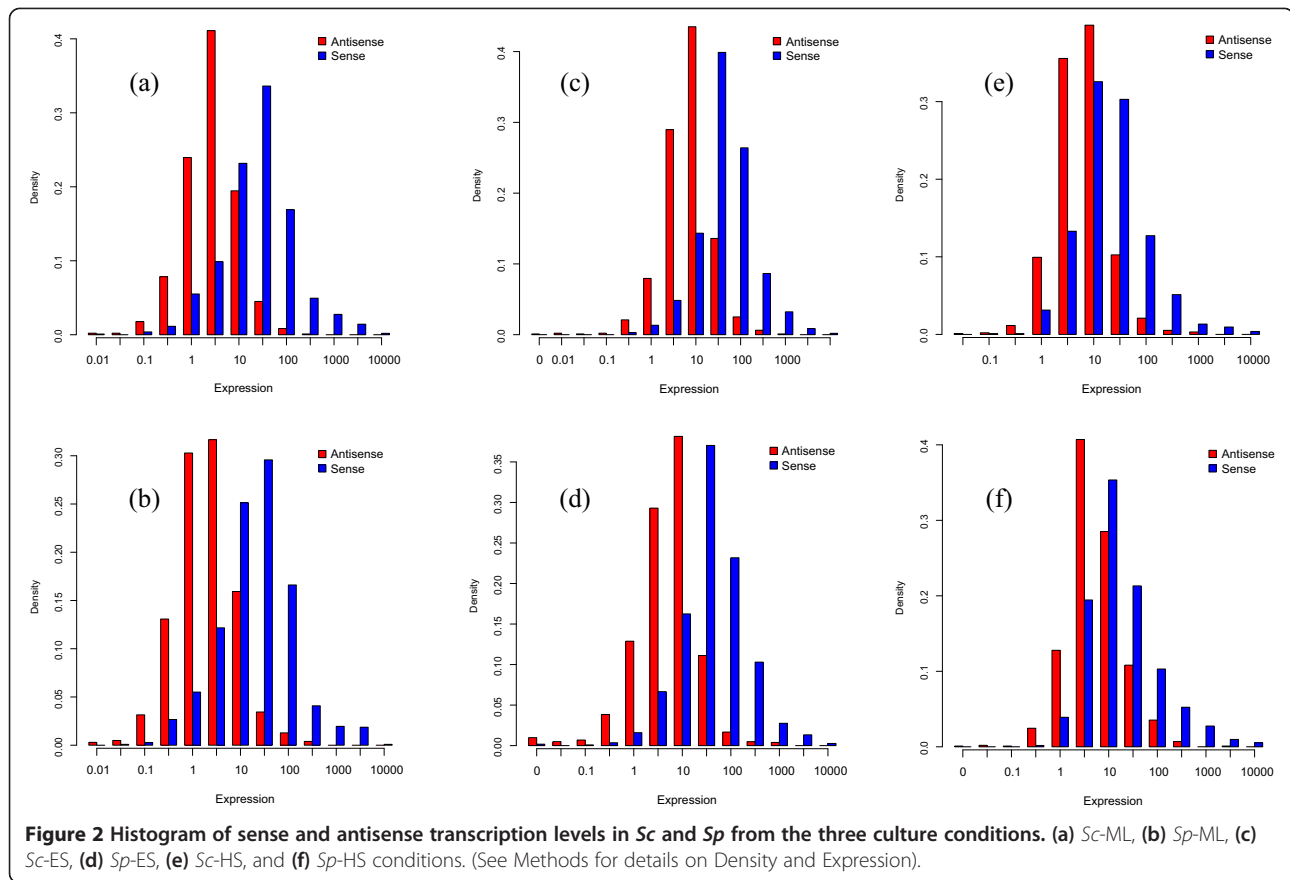 (a)
Antisense
Sense
Density
0.0 0.1 0.2 0.3 0.4
0.01 0.1 1 10 100 1000 10000
Expression
(c)
Antisense
Sense
Density
0.0 0.1 0.2 0.3 0.4
0 0.01 0.1 1 10 100 1000
Expression
(e)
Antisense
Sense
Density
0.0 0.1 0.2 0.3
0.1 1 10 100 1000 10000
Expression
(b)
Antisense
Sense
Density
0.00 0.05 0.10 0.15 0.20 0.25 0.30
0.01 0.1 1 10 100 1000 10000
Expression
(d)
Antisense
Sense
Density
0.00 0.05 0.10 0.15 0.20 0.25 0.30 0.35
0 0.1 1 10 100 1000 10000
Expression
(f)
Antisense
Sense
Density
0.0 0.1 0.2 0.3 0.4
0 0.1 1 10 100 1000 10000
Expression
Figure 2 Histogram of sense and antisense transcription levels in Sc and Sp from the three culture conditions. (a) Sc-ML, (b) Sp-ML, (c)
Sc-ES, (d) Sp-ES, (e) Sc-HS, and (f) Sp-HS conditions. (See Methods for details on Density and Expression).